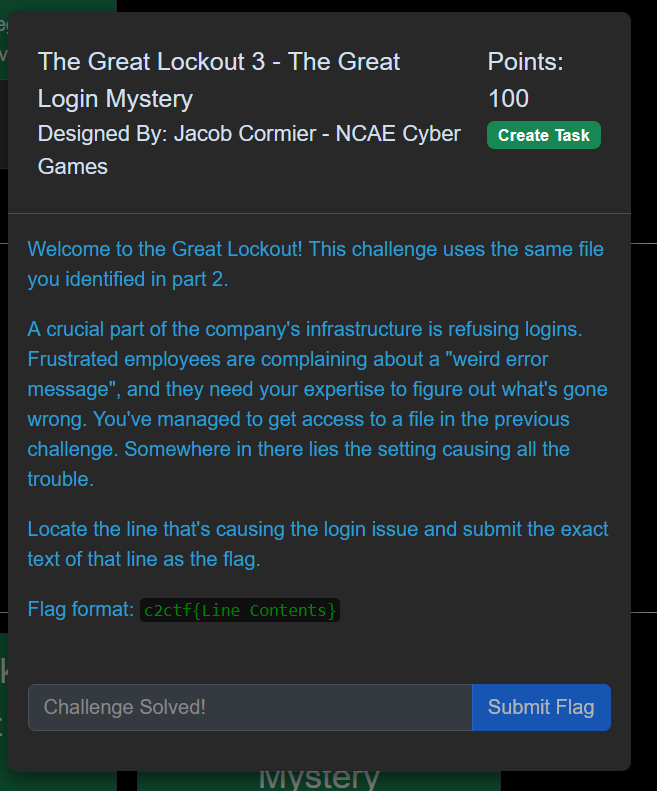 The Great Lockout 3 - The Great
Login Mystery
Designed By: Jacob Cormier - NCAE Cyber
Games
Points:
100
Create Task
Welcome to the Great Lockout! This challenge uses the same file
you identified in part 2.
A crucial part of the company's infrastructure is refusing logins.
Frustrated employees are complaining about a "weird error
message", and they need your expertise to figure out what's gone
wrong. You've managed to get access to a file in the previous
challenge. Somewhere in there lies the setting causing all the
trouble.
Locate the line that's causing the login issue and submit the exact
text of that line as the flag.
Flag format: c2ctf{Line Contents}
Challenge Solved!
Submit Flag
Mystery